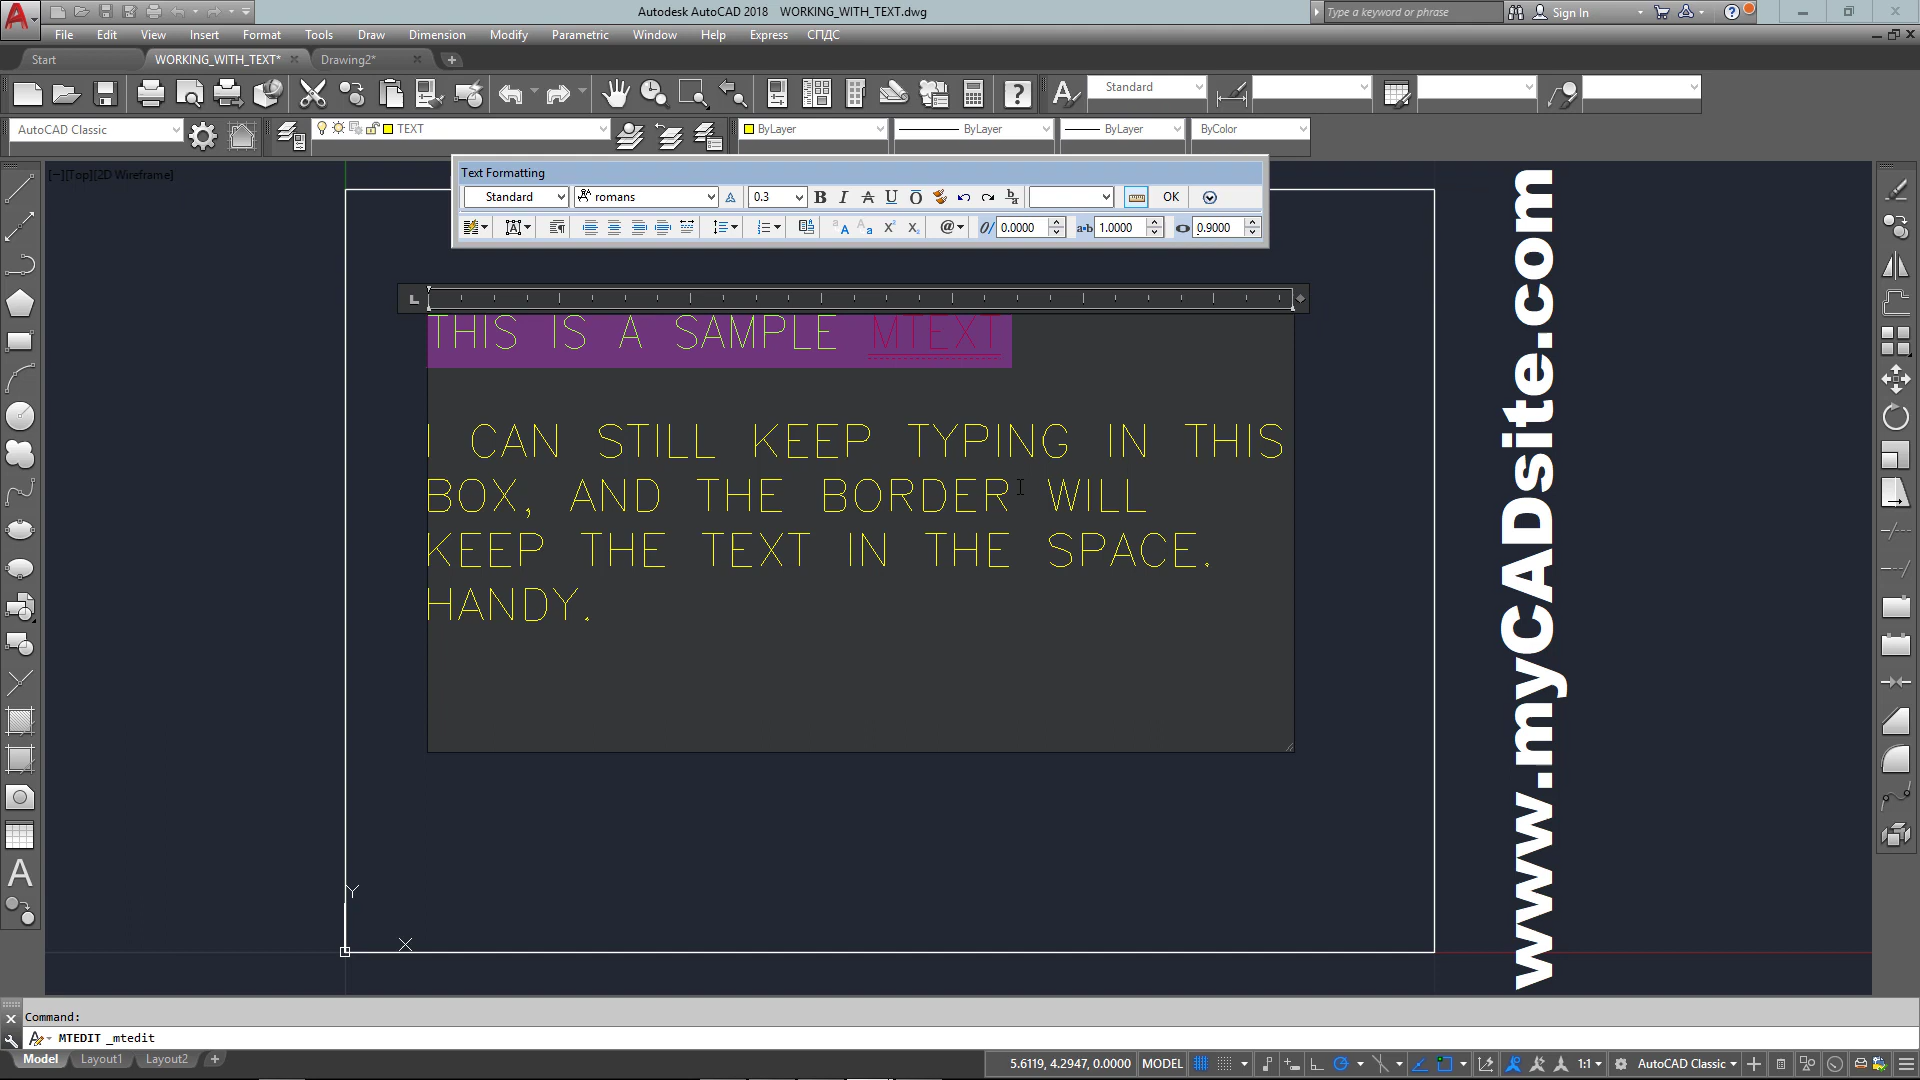 Autodesk AutoCAD 2018 WORKING_WITH_TEXT.dwg
Type a keyword or phrase
Sign In
File Edit View Insert Format Tools Draw Dimension Modify Parametric Window Help Express СПДС
Start
WORKING_WITH_TEXT*
Drawing2*
Standard
AutoCAD Classic
TEXT
ByLayer
ByLayer
ByLayer
ByColor
[−][Top][2D Wireframe]
Text Formatting
Standard
romans
0.3
B I A U O
OK
@
0/ 0.0000
a•b 1.0000
0.9000
THIS IS A SAMPLE MTEXT
I CAN STILL KEEP TYPING IN THIS
BOX, AND THE BORDER WILL
KEEP THE TEXT IN THE SPACE.
HANDY.
www.myCADsite.com
Y
X
Command:
MTEDIT _mtedit
Model Layout1 Layout2
5.6119, 4.2947, 0.0000
MODEL
1:1
AutoCAD Classic